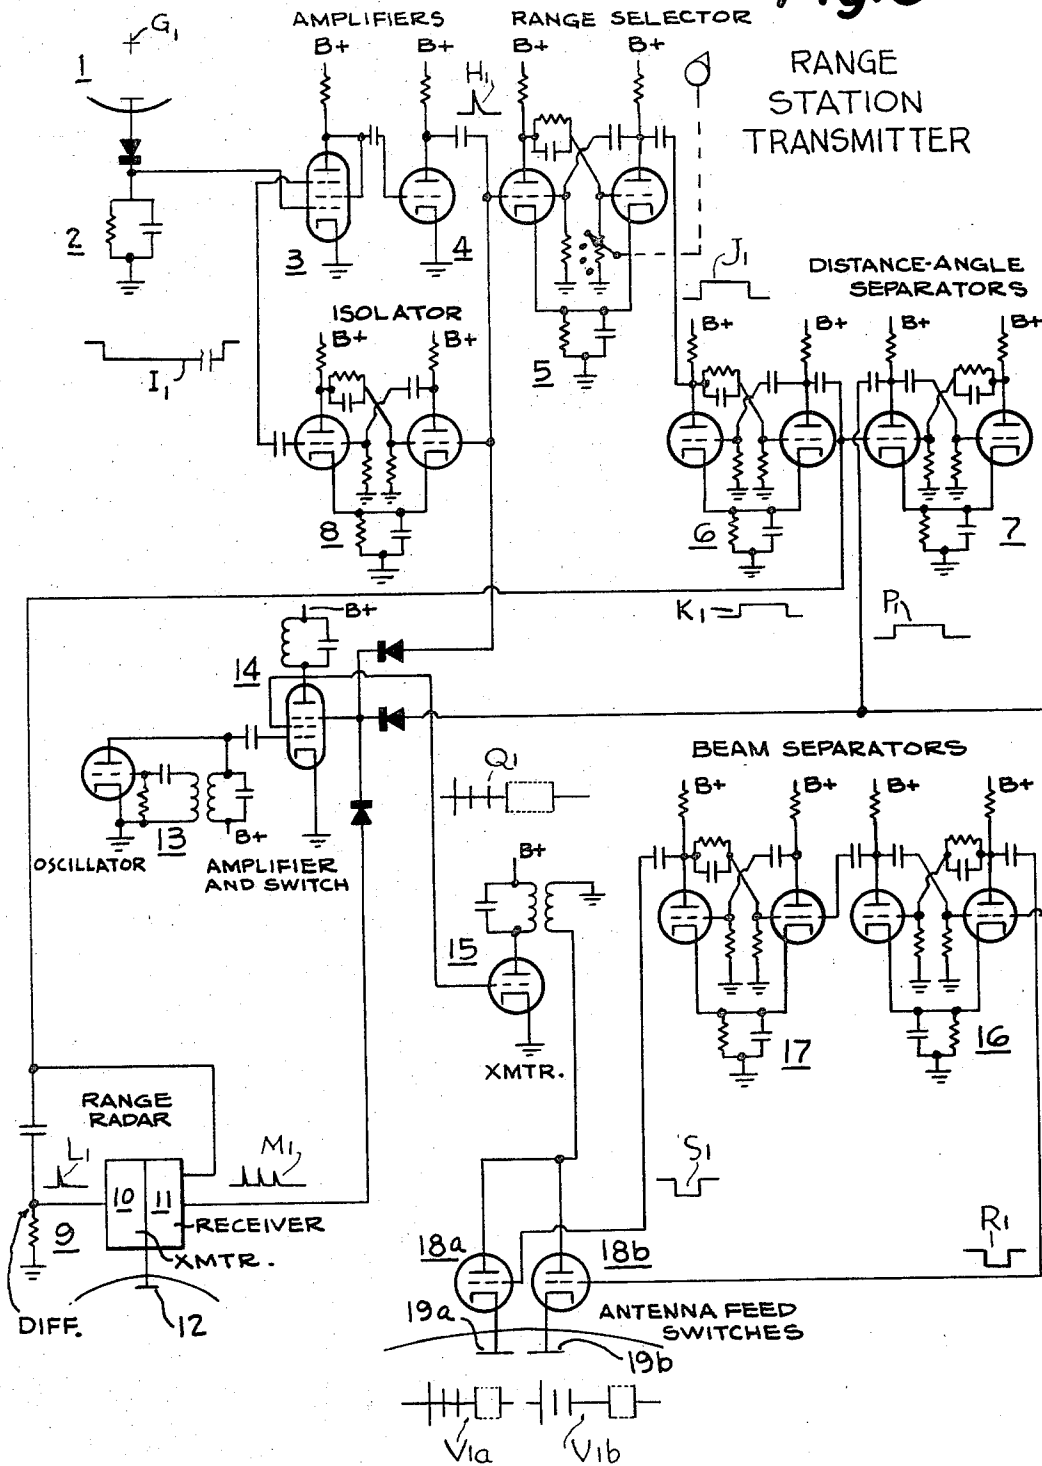 Fig.
AMPLIFIERS
RANGE SELECTOR
RANGE
STATION
TRANSMITTER
G1
1
B+
B+
H1
B+
B+
2
3
4
5
J1
DISTANCE-ANGLE
SEPARATORS
ISOLATOR
B+
B+
B+
B+
B+
B+
I1
8
6
7
K1
P1
B+
14
Q1
BEAM SEPARATORS
B+
B+
B+
B+
13
B+
OSCILLATOR
AMPLIFIER
AND SWITCH
B+
15
XMTR.
17
16
RANGE
RADAR
L1
M1
10
11
S1
9
RECEIVER
XMTR.
R1
18a
18b
DIFF.
12
19a
ANTENNA FEED
SWITCHES
19b
V1a
V1b